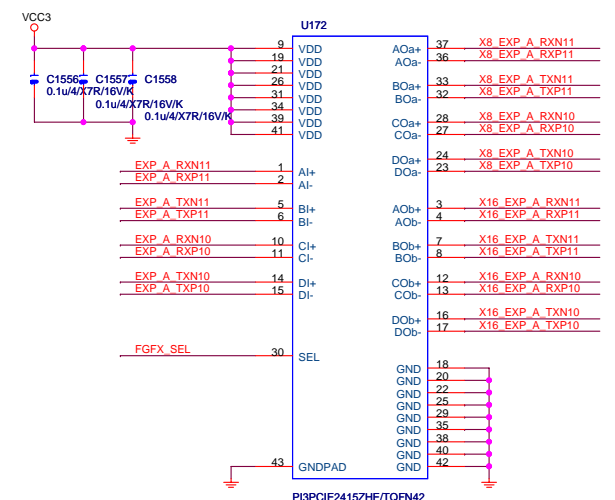 VCC3
U172
C1556
0.1u/4/X7R/16V/K
C1557
0.1u/4/X7R/16V/K
C1558
0.1u/4/X7R/16V/K
9 VDD
19 VDD
21 VDD
26 VDD
31 VDD
34 VDD
39 VDD
41 VDD
EXP_A_RXN11 1 AI+
EXP_A_RXP11 2 AI-
EXP_A_TXN11 5 BI+
EXP_A_TXP11 6 BI-
EXP_A_RXN10 10 CI+
EXP_A_RXP10 11 CI-
EXP_A_TXN10 14 DI+
EXP_A_TXP10 15 DI-
FGFX_SEL 30 SEL
43 GNDPAD
AOa+ 37 X8_EXP_A_RXN11
AOa- 36 X8_EXP_A_RXP11
BOa+ 33 X8_EXP_A_TXN11
BOa- 32 X8_EXP_A_TXP11
COa+ 28 X8_EXP_A_RXN10
COa- 27 X8_EXP_A_RXP10
DOa+ 24 X8_EXP_A_TXN10
DOa- 23 X8_EXP_A_TXP10
AOb+ 3 X16_EXP_A_RXN11
AOb- 4 X16_EXP_A_RXP11
BOb+ 7 X16_EXP_A_TXN11
BOb- 8 X16_EXP_A_TXP11
COb+ 12 X16_EXP_A_RXN10
COb- 13 X16_EXP_A_RXP10
DOb+ 16 X16_EXP_A_TXN10
DOb- 17 X16_EXP_A_TXP10
GND 18
GND 20
GND 22
GND 25
GND 29
GND 35
GND 38
GND 40
GND 42
PI3PCIE2415ZHE/TQFN42